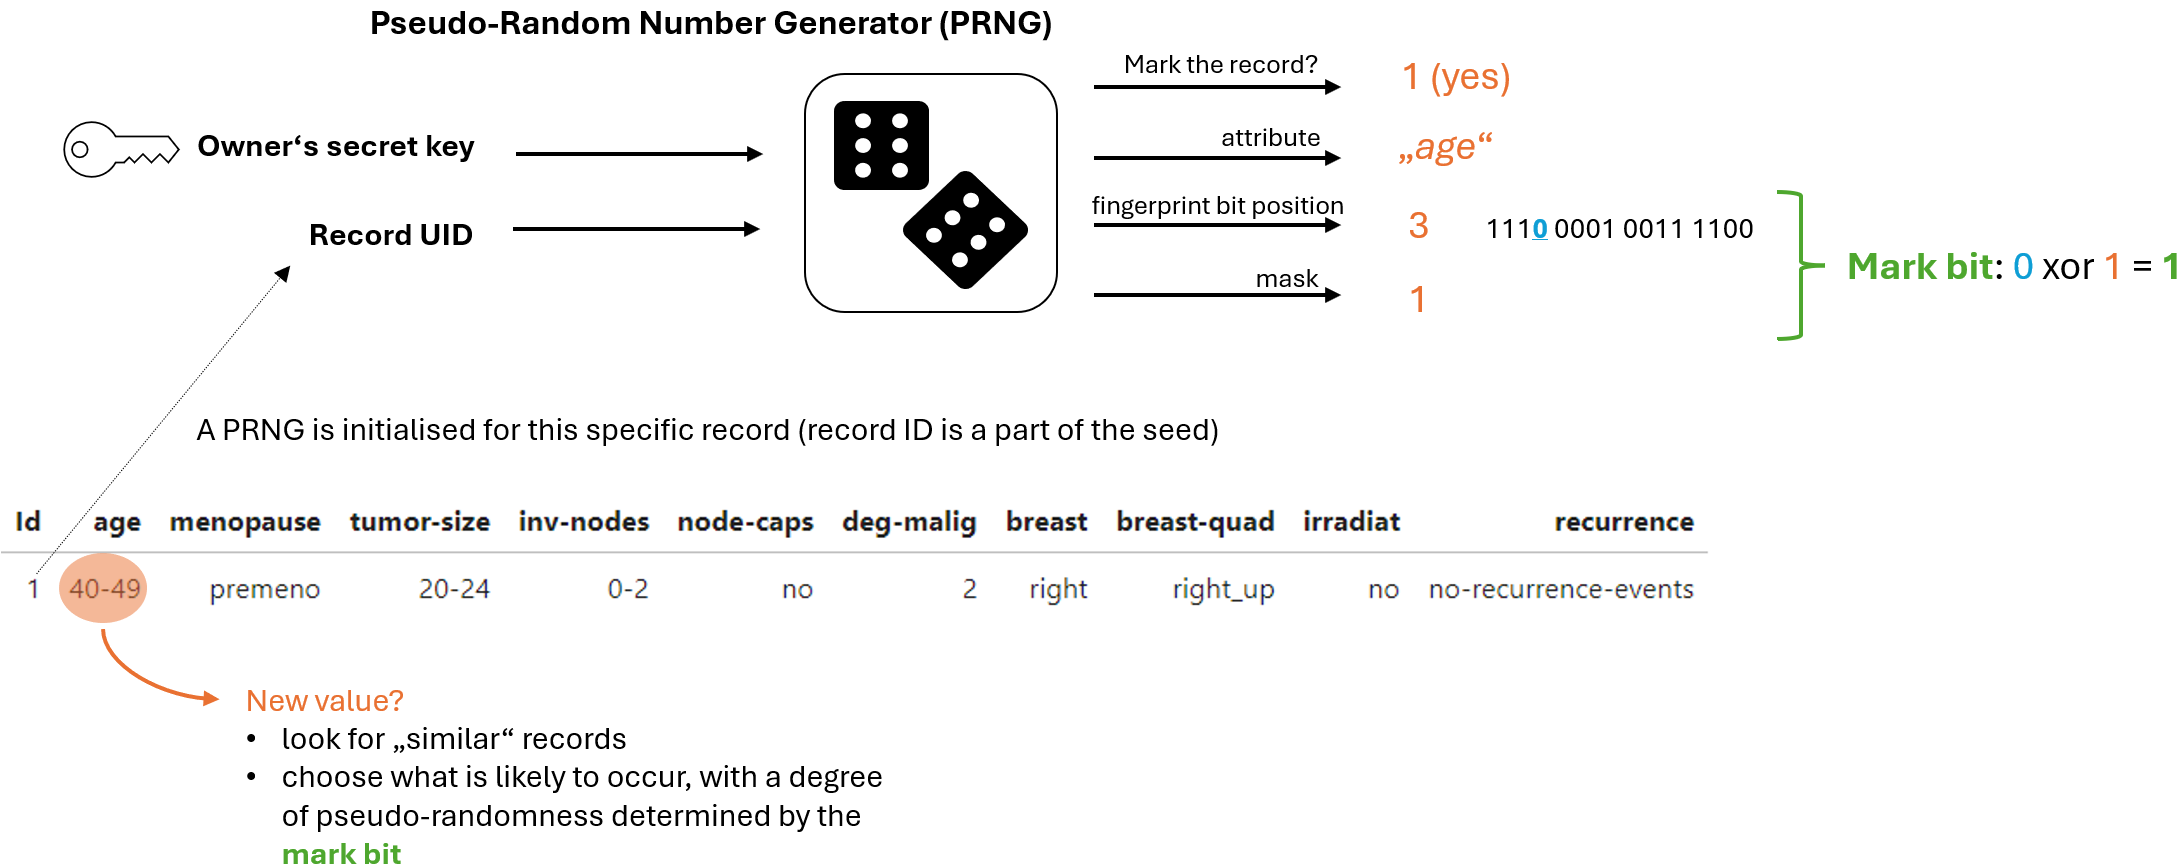 Pseudo-Random Number Generator (PRNG)
Mark the record?
1 (yes)
Owner‘s secret key
attribute
„age“
Record UID
fingerprint bit position
3
1110 0001 0011 1100
mask
1
Mark bit: 0 xor 1 = 1
A PRNG is initialised for this specific record (record ID is a part of the seed)
Id age menopause tumor-size inv-nodes node-caps deg-malig breast breast-quad irradiat recurrence
1 40-49 premeno 20-24 0-2 no 2 right right_up no no-recurrence-events
New value?
• look for „similar“ records
• choose what is likely to occur, with a degree
of pseudo-randomness determined by the
mark bit